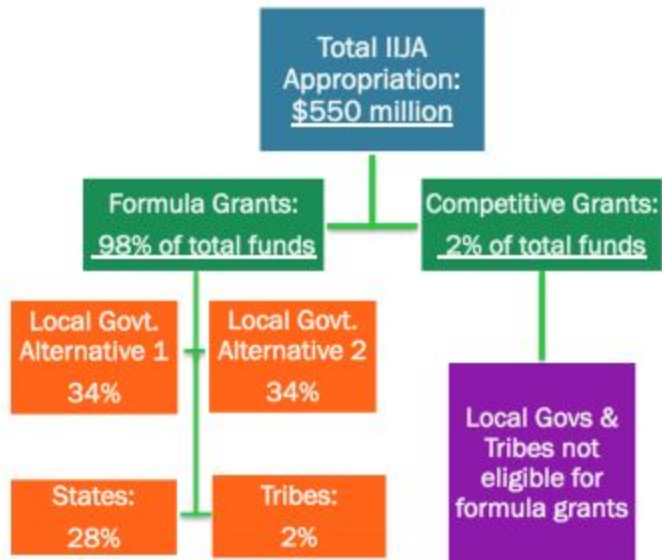 Total IIJA
Appropriation:
$550 million
Formula Grants:
98% of total funds
Competitive Grants:
2% of total funds
Local Govt.
Alternative 1
34%
Local Govt.
Alternative 2
34%
Local Govs &
Tribes not
eligible for
formula grants
States:
28%
Tribes:
2%